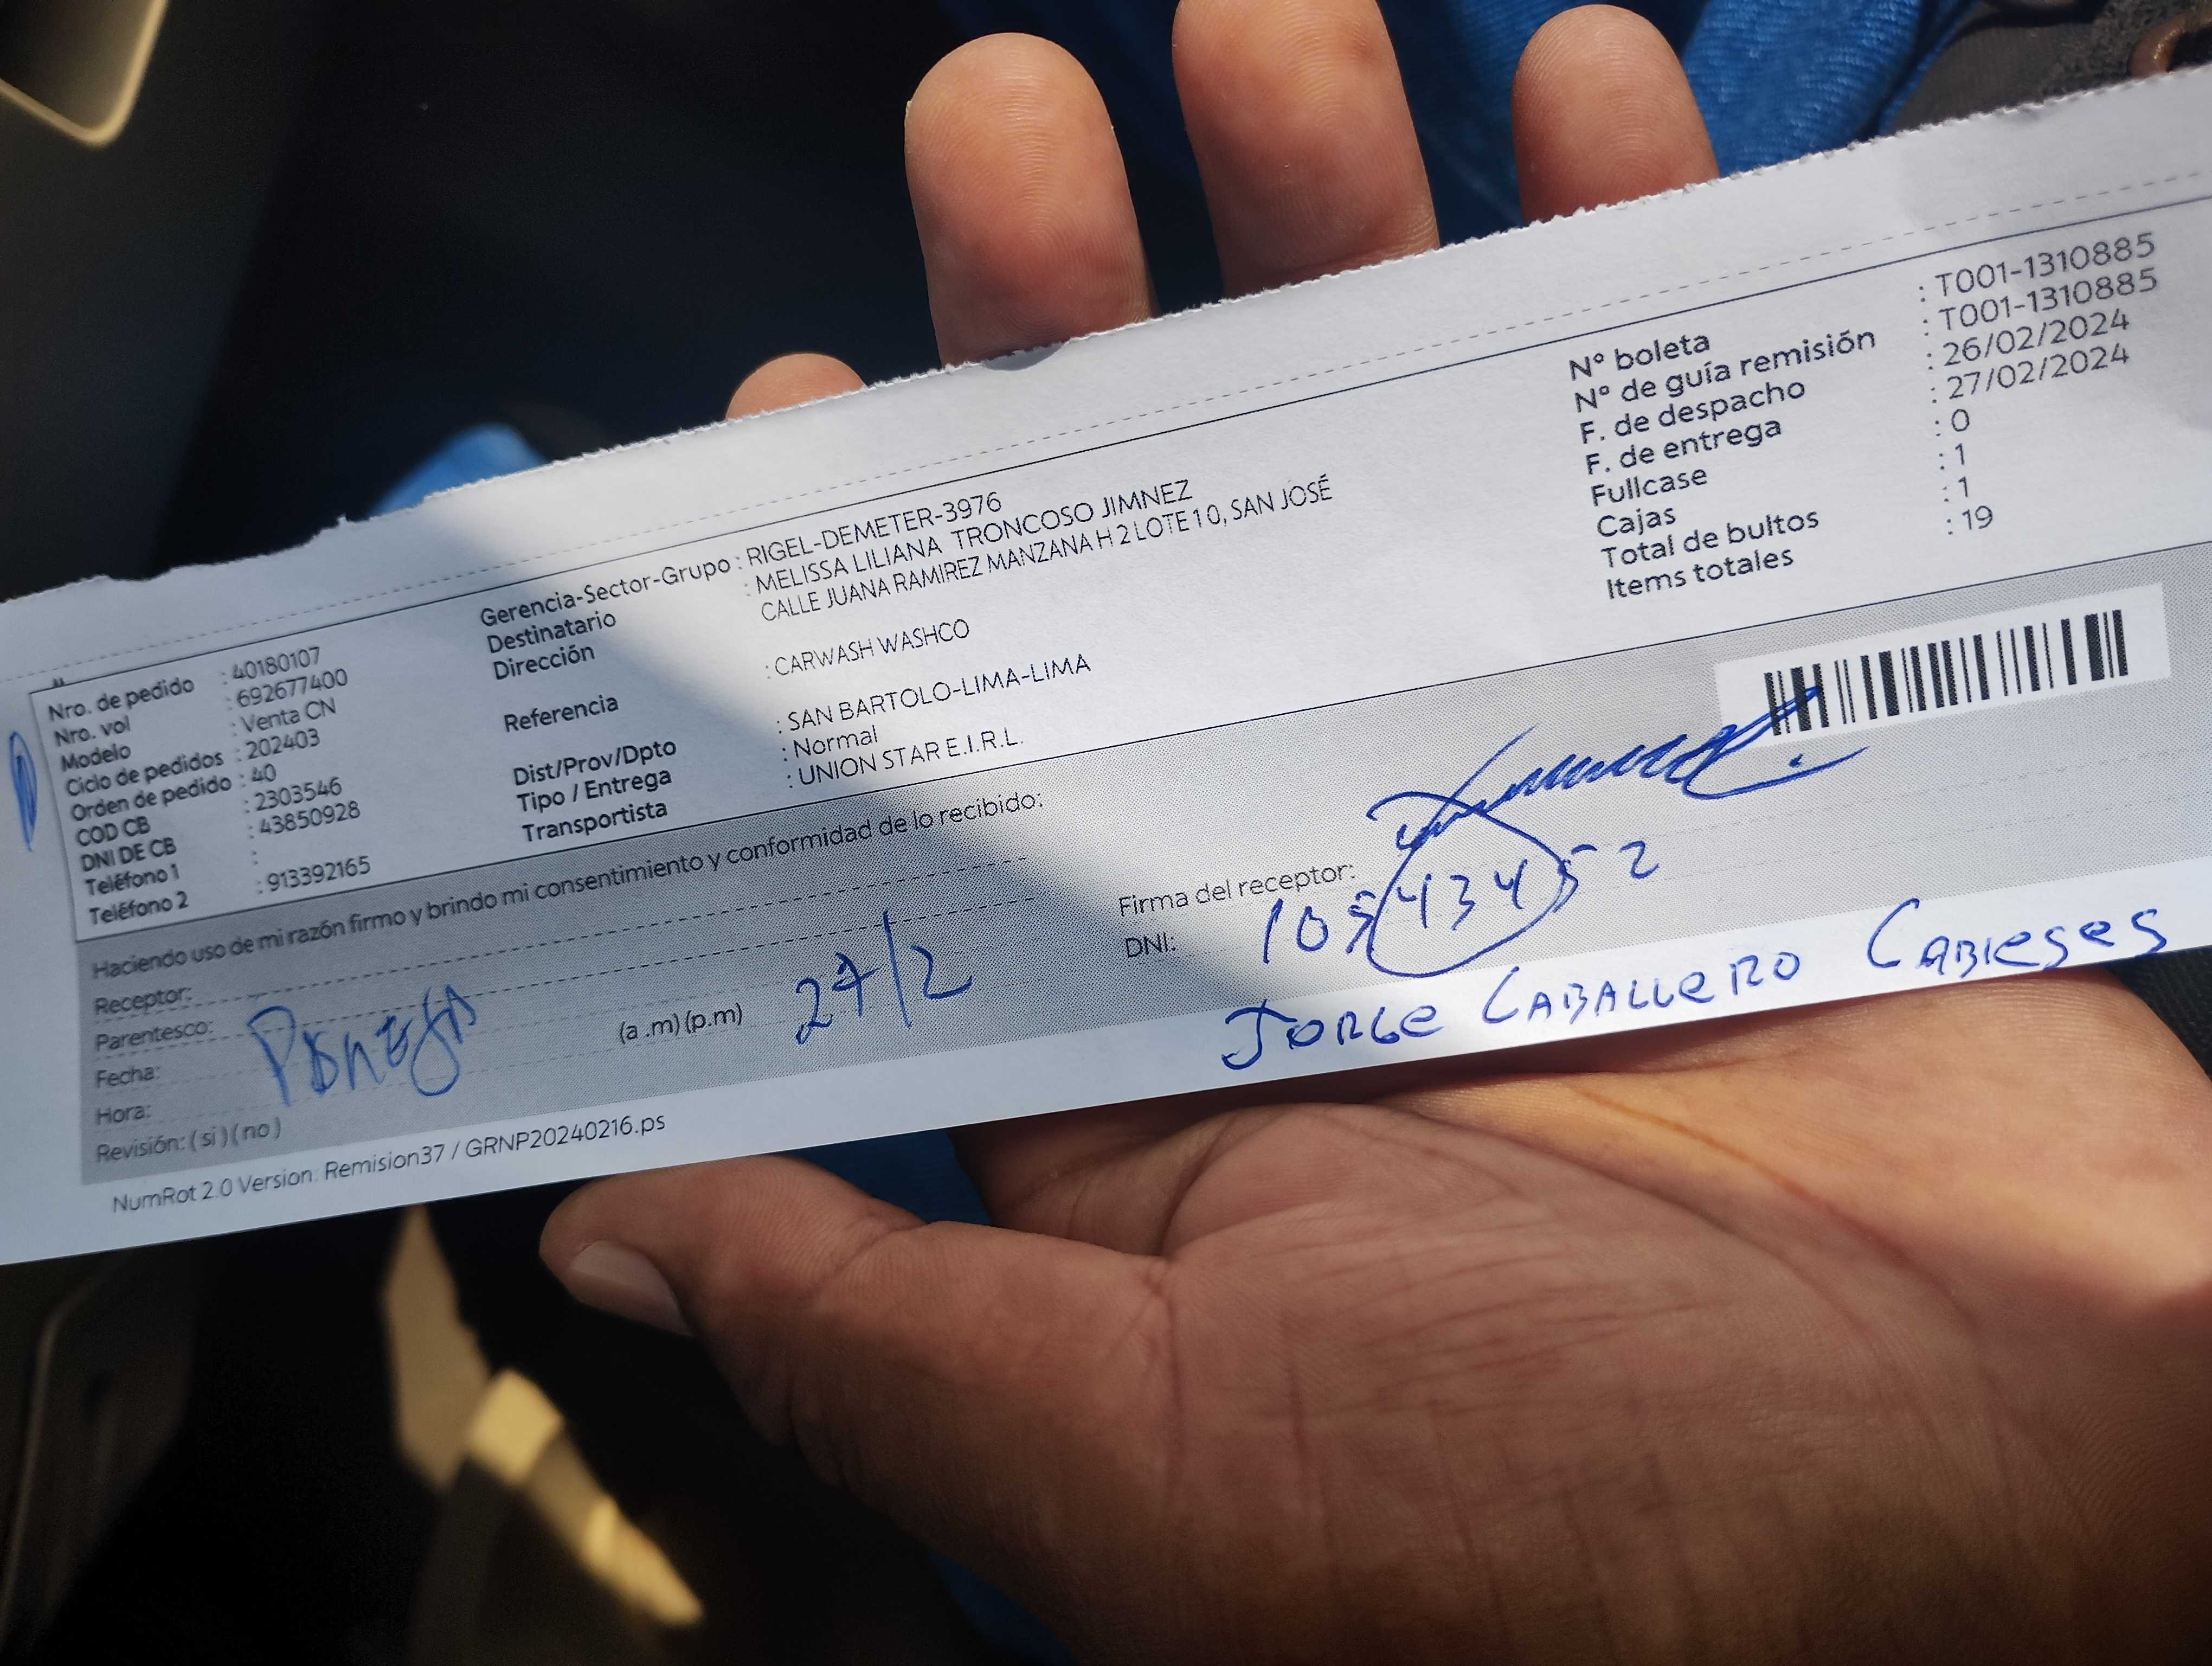 Nro. de pedido : 40180107
Nro. vol : 692677400
Modelo : Venta CN
Ciclo de pedidos : 202403
Orden de pedido : 40
COD CB : 2303546
DNI DE CB : 43850928
Teléfono 1 :
Teléfono 2 : 913392165
Gerencia-Sector-Grupo : RIGEL-DEMETER-3976
Destinatario : MELISSA LILIANA TRONCOSO JIMNEZ
Dirección CALLE JUANA RAMIREZ MANZANA H 2 LOTE 1 0, SAN JOSÉ
Referencia : CARWASH WASHCO
Dist/Prov/Dpto : SAN BARTOLO-LIMA-LIMA
Tipo / Entrega : Normal
Transportista : UNION STAR E.I.R.L.
N° boleta : T001-1310885
N° de guía remisión : T001-1310885
F. de despacho : 26/02/2024
F. de entrega : 27/02/2024
Fullcase : 0
Cajas : 1
Total de bultos : 1
Items totales : 19
Haciendo uso de mi razón firmo y brindo mi consentimiento y conformidad de lo recibido:
Receptor:
Parentesco:
Fecha:
Hora: (a .m) (p.m) 27/2
Revisión: ( si ) ( no )
Firma del receptor:
DNI: 105434552
JORGE CABALLERO CABIESES
NumRot 2.0 Version: Remision37 / GRNP20240216.ps